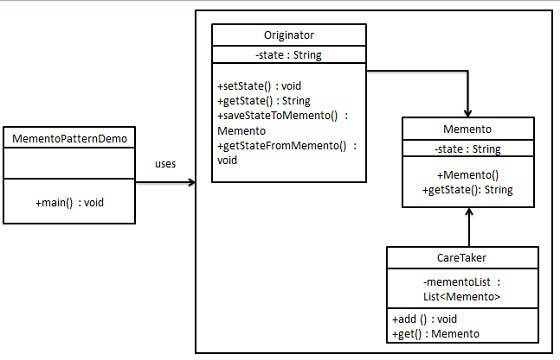 Originator
-state : String
+setState() : void
+getState() : String
+saveStateToMemento() :
Memento
+getStateFromMemento() :
void
Memento
-state : String
+Memento()
+getState(): String
MementoPatternDemo
+main() : void
uses
CareTaker
-mementoList :
List<Memento>
+add () : void
+get() : Memento